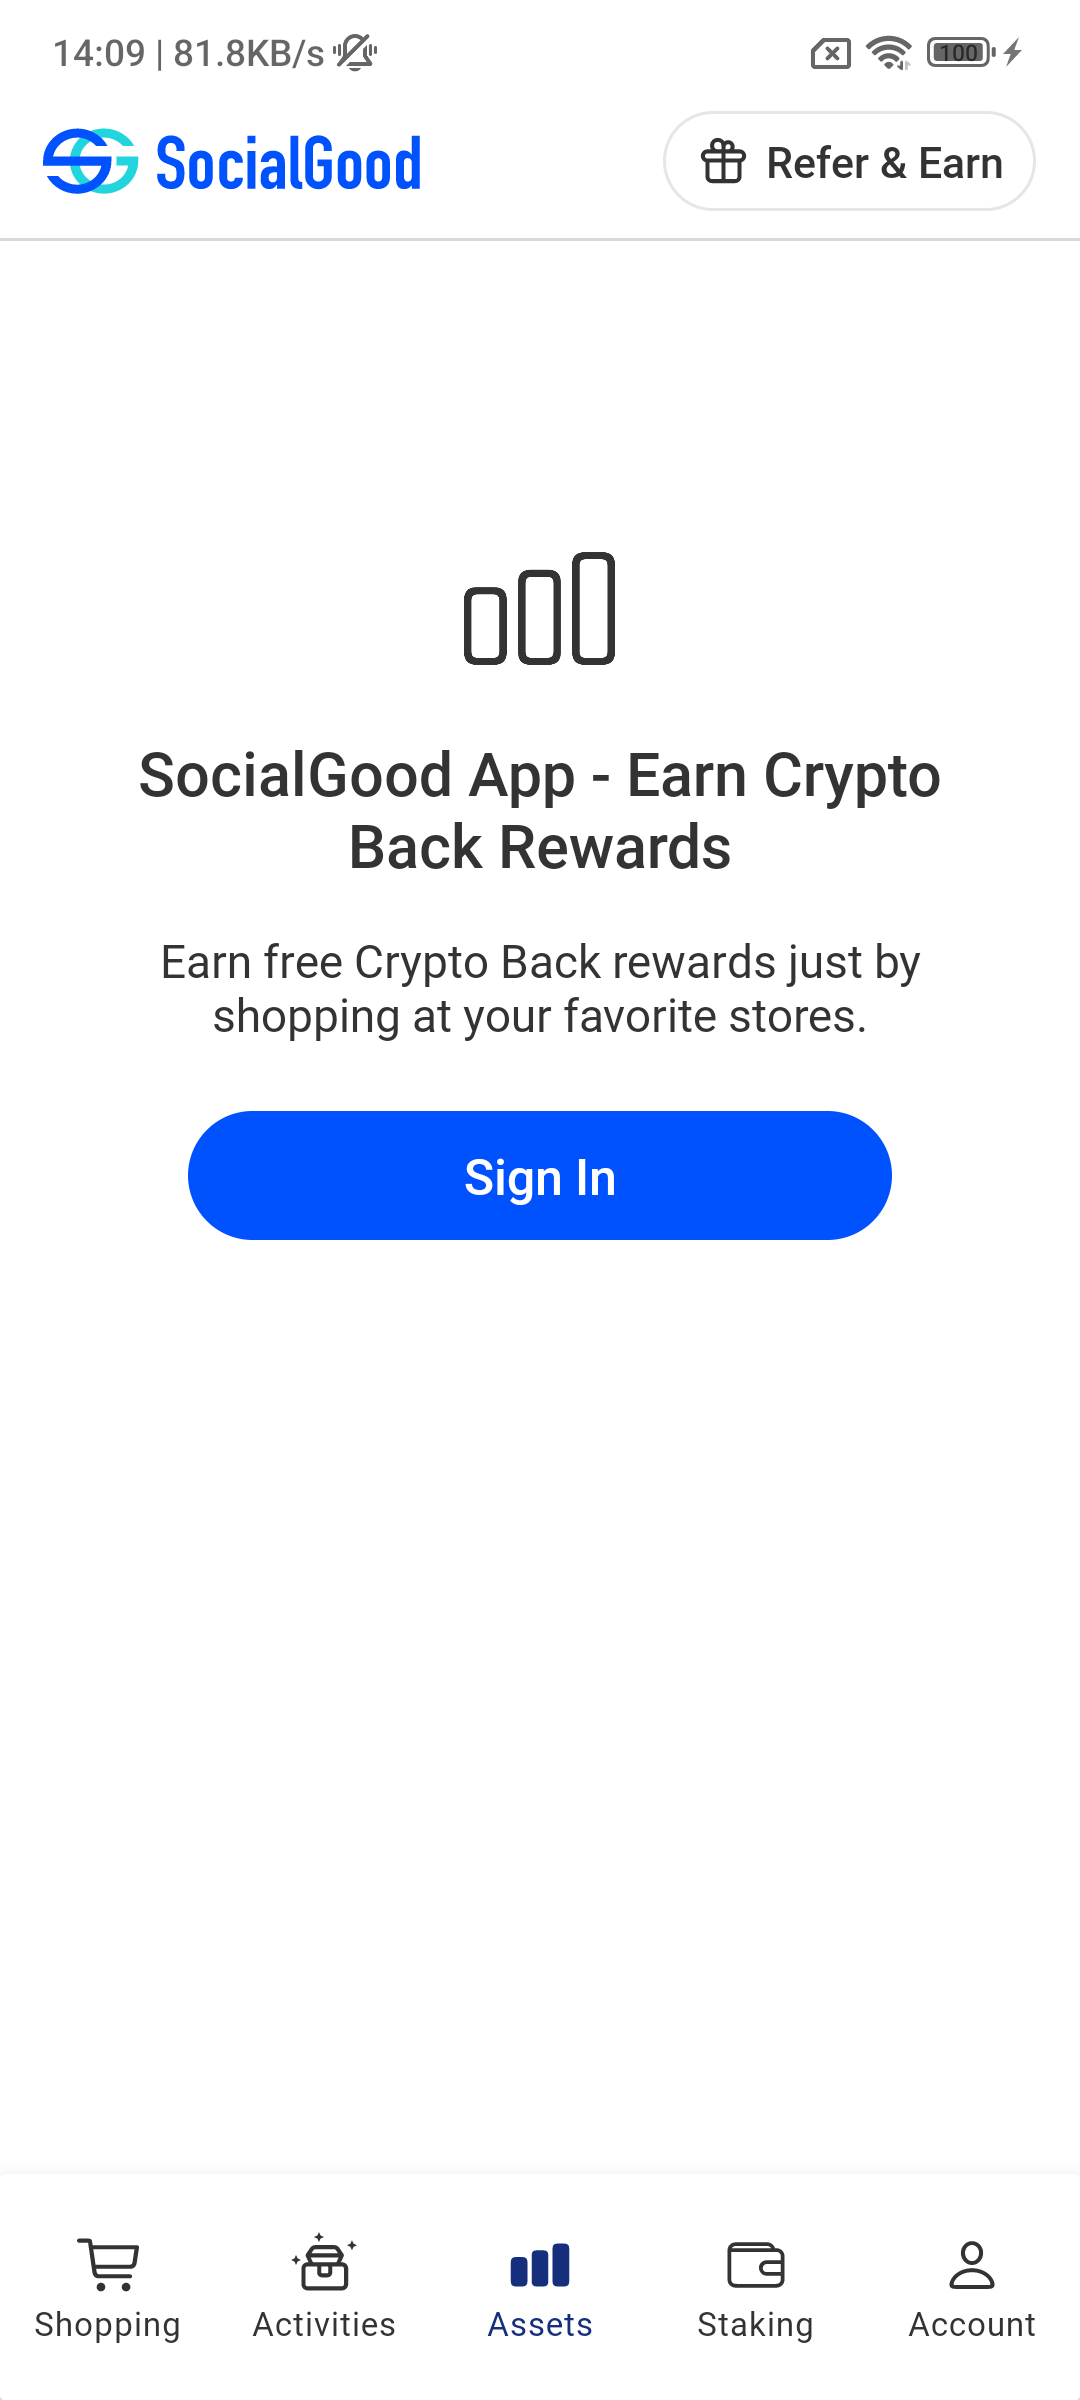 14:09 | 81.8KB/s
100
SocialGood
Refer & Earn
SocialGood App - Earn Crypto
Back Rewards
Earn free Crypto Back rewards just by
shopping at your favorite stores.
Sign In
Shopping
Activities
Assets
Staking
Account